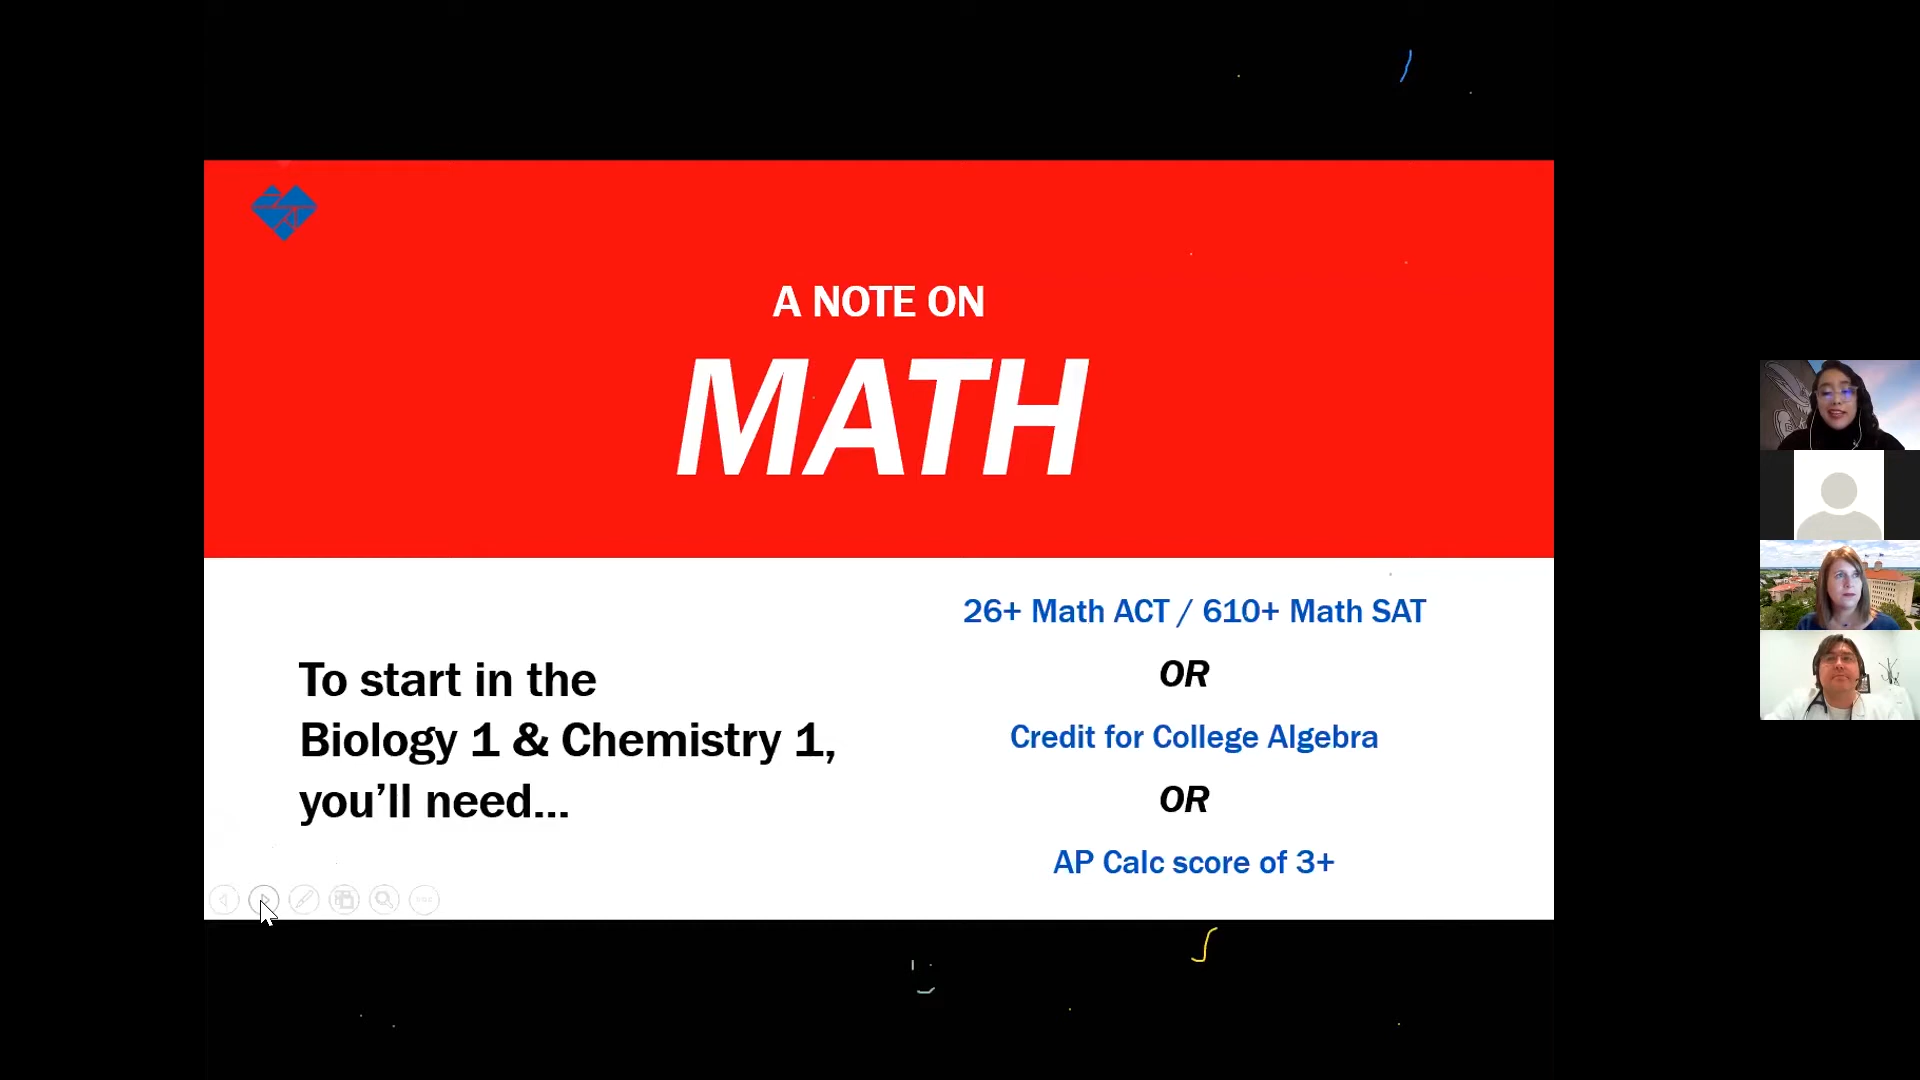 A NOTE ON
MATH
To start in the
Biology 1 & Chemistry 1,
you’ll need...
26+ Math ACT / 610+ Math SAT
OR
Credit for College Algebra
OR
AP Calc score of 3+